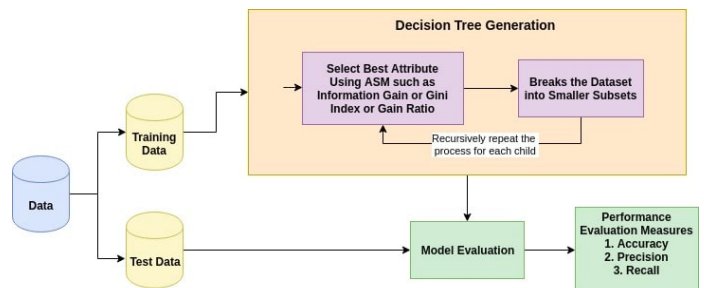 Decision Tree Generation
Select Best Attribute
Using ASM such as
Information Gain or Gini
Index or Gain Ratio
Breaks the Dataset
into Smaller Subsets
Recursively repeat the
process for each child
Training
Data
Data
Test Data
Model Evaluation
Performance
Evaluation Measures
1. Accuracy
2. Precision
3. Recall